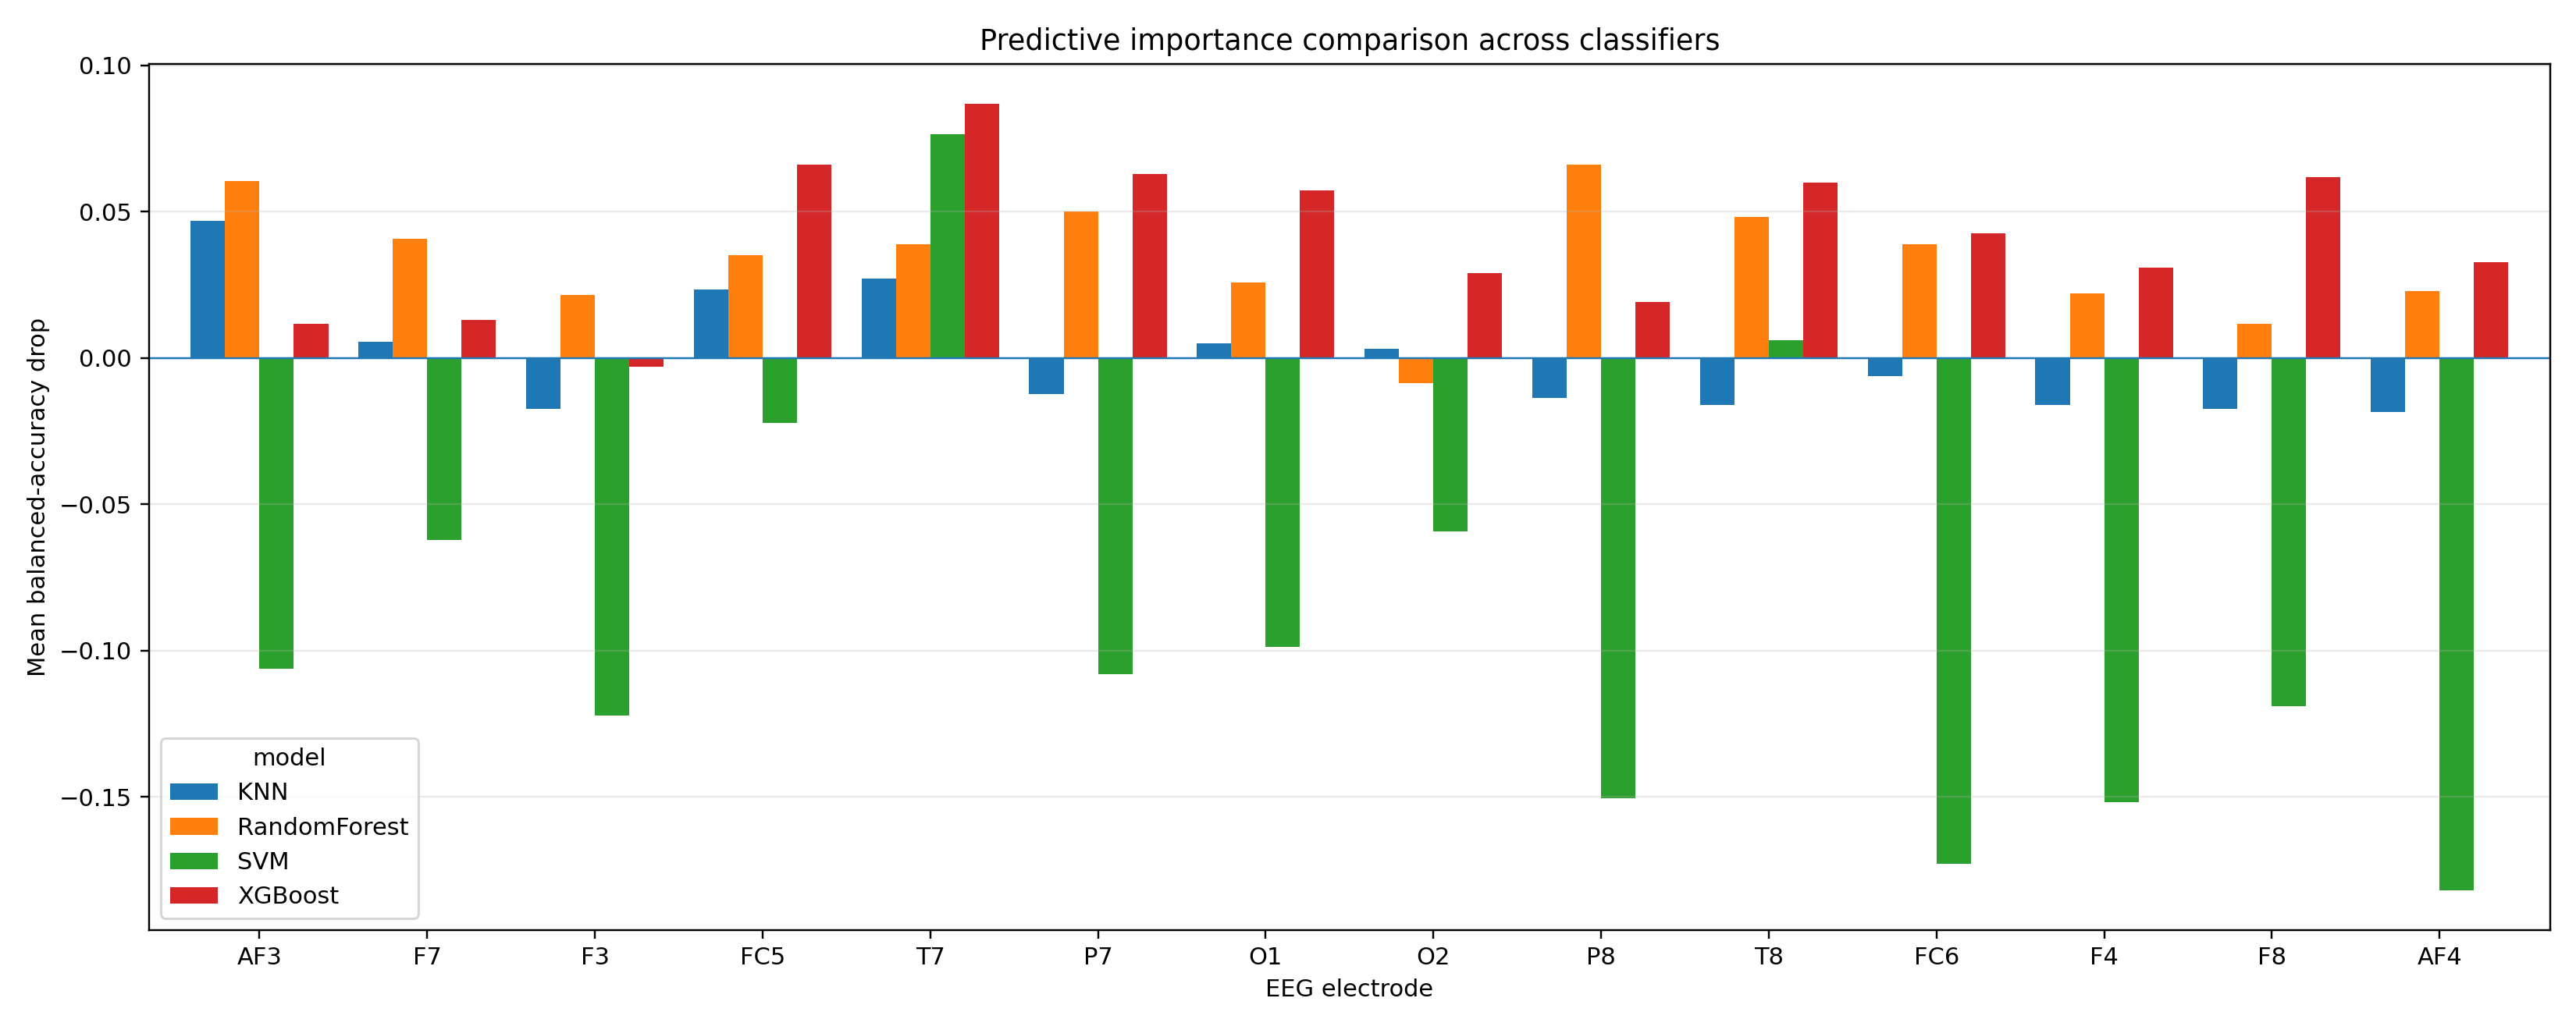 Predictive importance comparison across classifiers
Mean balanced-accuracy drop
0.10
0.05
0.00
−0.05
−0.10
−0.15
model
KNN
RandomForest
SVM
XGBoost
AF3 F7 F3 FC5 T7 P7 O1 O2 P8 T8 FC6 F4 F8 AF4
EEG electrode